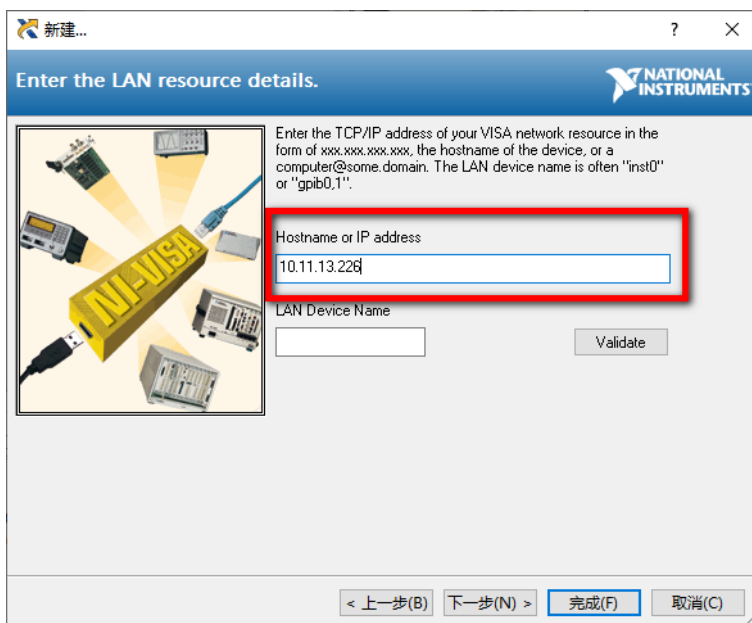 新建...
?
Enter the LAN resource details.
NATIONAL
INSTRUMENTS
Enter the TCP/IP address of your VISA network resource in the
form of xxx.xxx.xxx.xxx, the hostname of the device, or a
computer@some.domain. The LAN device name is often "inst0"
or "gpib0,1".
NI-VISA
Hostname or IP address
10.11.13.226
LAN Device Name
Validate
< 上一步(B) 下一步(N) > 完成(F) 取消(C)